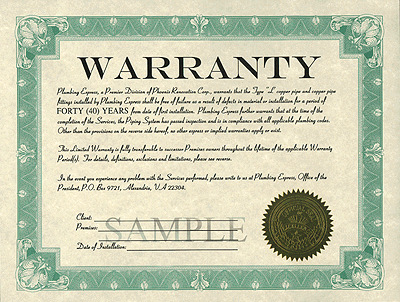 WARRANTY
Plumbing Express, a Premier Division of Phoenix Renovation Corp., warrants that the Type "L" copper pipe and copper pipe
fittings installed by Plumbing Express shall be free of failure as a result of defects in material or installation for a period of
FORTY (40) YEARS from date of first installation. Plumbing Express further warrants that at the time of the
completion of the Services, the Piping System has passed inspection and is in compliance with all applicable plumbing codes.
Other than the provisions on the reverse side hereof, no other express or implied warranties apply or exist.
This Limited Warranty is fully transferable to successor Premises owners throughout the lifetime of the applicable Warranty
Period(s). For details, definitions, exclusions and limitations, please see reverse.
In the event you experience any problem with the Services performed, please write to us at Plumbing Express, Office of the
President, P.O. Box 9721, Alexandria, VA 22304.
Client:
Premises:
SAMPLE
Date of Installation: